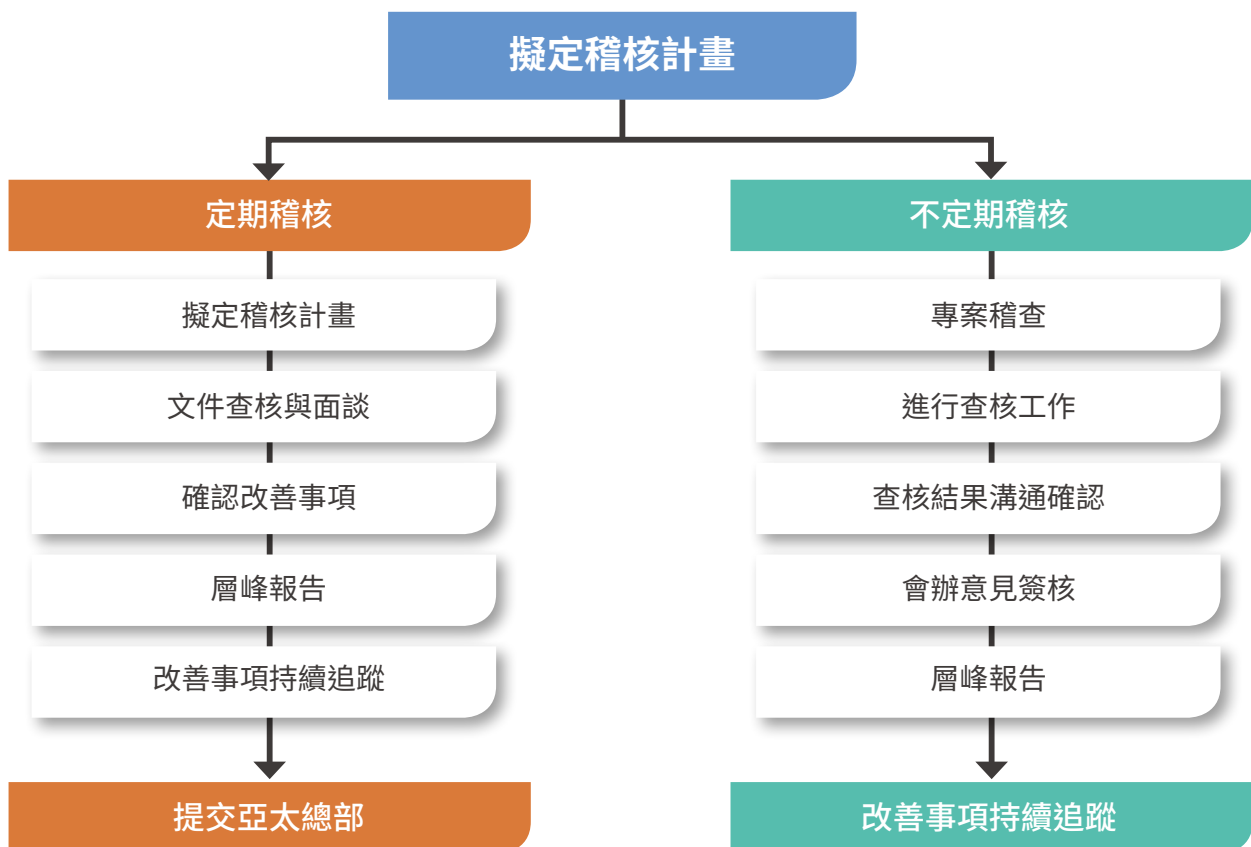 擬定稽核計畫
定期稽核
擬定稽核計畫
文件查核與面談
確認改善事項
層峰報告
改善事項持續追蹤
提交亞太總部
不定期稽核
專案稽查
進行查核工作
查核結果溝通確認
會辦意見簽核
層峰報告
改善事項持續追蹤